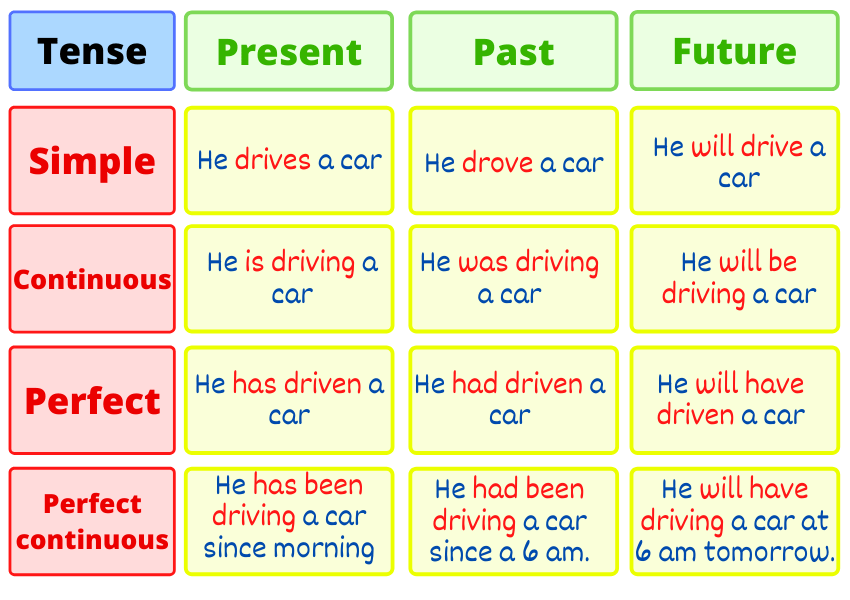 Tense
Present
Past
Future
Simple
He drives a car
He drove a car
He will drive a
car
Continuous
He is driving a
car
He was driving
a car
He will be
driving a car
Perfect
He has driven a
car
He had driven a
car
He will have
driven a car
Perfect
continuous
He has been
driving a car
since morning
He had been
driving a car
since a 6 am.
He will have
driving a car at
6 am tomorrow.